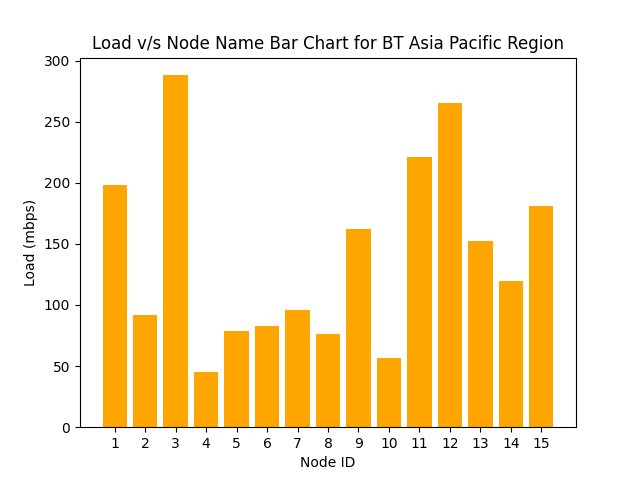 Load v/s Node Name Bar Chart for BT Asia Pacific Region
300
250
200
150
100
50
0
Load (mbps)
1 2 3 4 5 6 7 8 9 10 11 12 13 14 15
Node ID